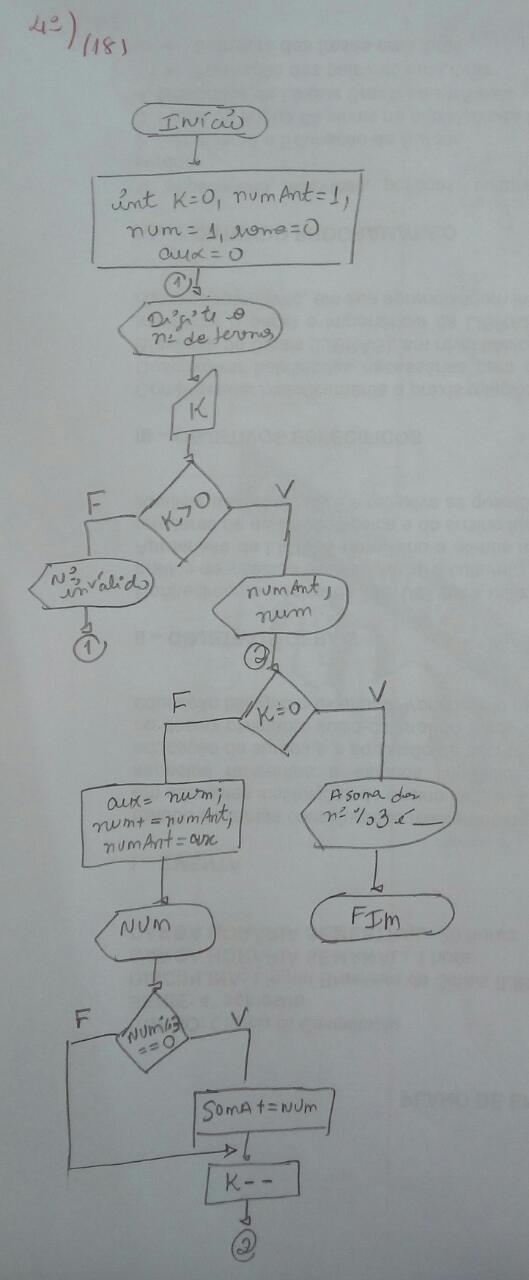 4º) (18)
INÍCIO
int K=0, numAnt=1,
num = 1, soma=0
aux = 0
1
Digite o
nº de termos
K
K>0
F
V
Nº
inválido
1
numAnt,
num
2
K=0
F
V
aux= num;
num+=numAnt;
numAnt=aux
A soma dos
nº %3 é __
FIM
NUM
NUM%3
==0
F
V
SOMA+=NUM
K--
2